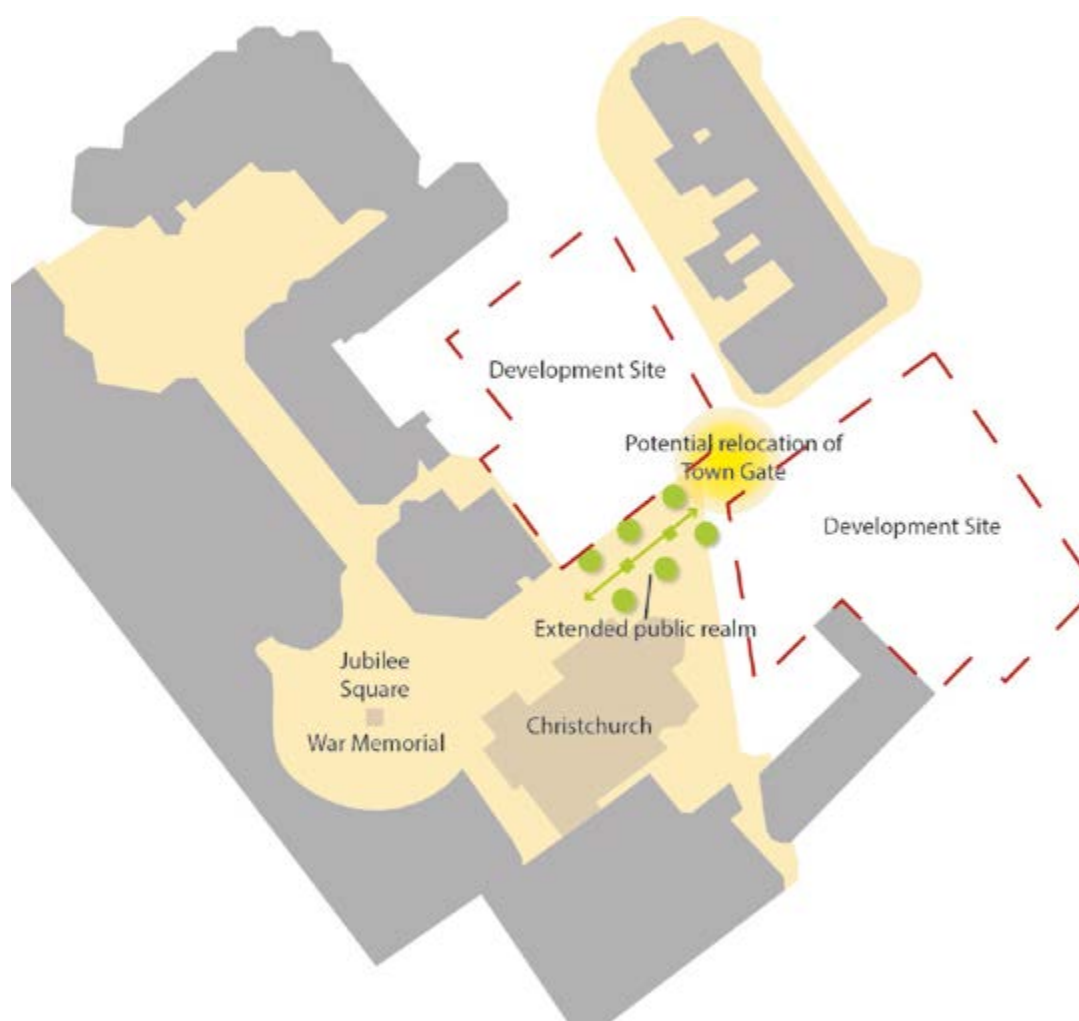 Development Site
Potential relocation of
Town Gate
Development Site
Extended public realm
Jubilee
Square
War Memorial
Christchurch